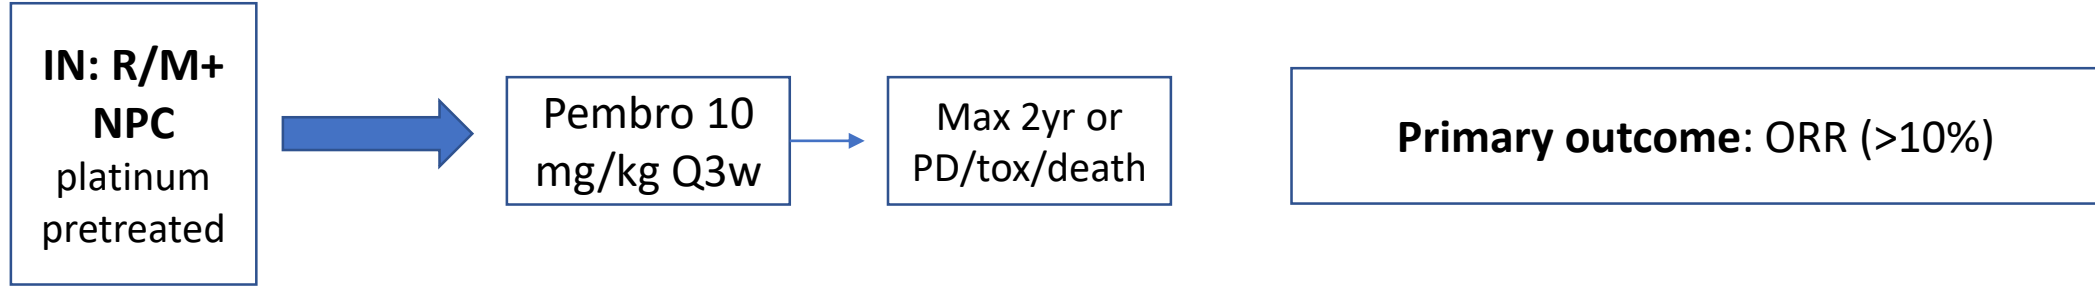 IN: R/M+
NPC
platinum
pretreated
Pembro 10
mg/kg Q3w
Max 2yr or
PD/tox/death
Primary outcome: ORR (>10%)